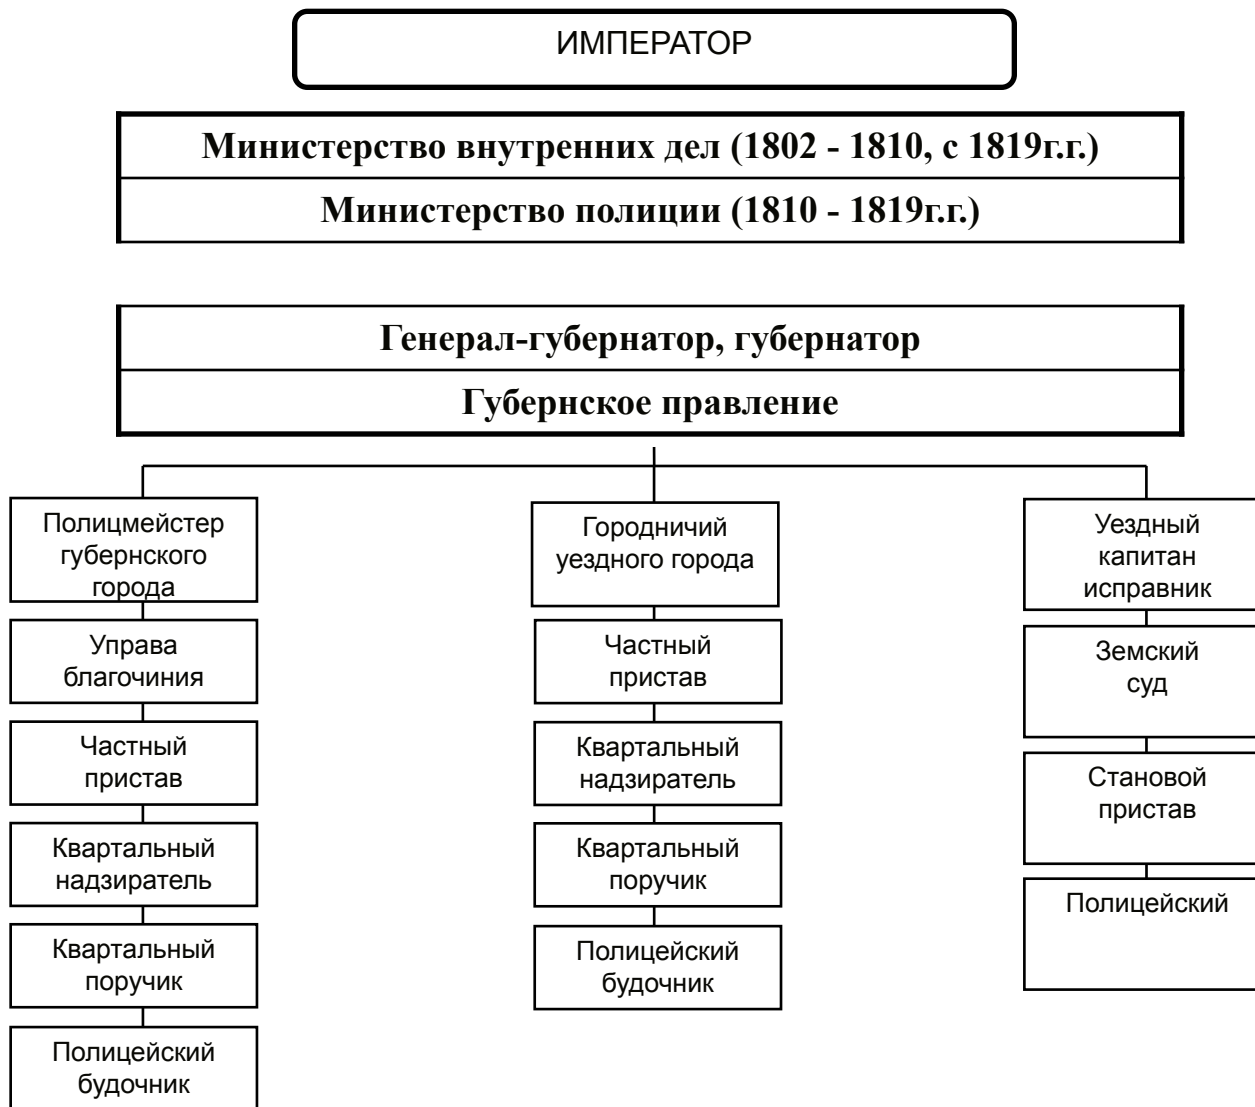 ИМПЕРАТОР
Министерство внутренних дел (1802 - 1810, с 1819г.г.)
Министерство полиции (1810 - 1819г.г.)
Генерал-губернатор, губернатор
Губернское правление
Полицмейстер
губернского
города
Управа
благочиния
Частный
пристав
Квартальный
надзиратель
Квартальный
поручик
Полицейский
будочник
Городничий
уездного города
Частный
пристав
Квартальный
надзиратель
Квартальный
поручик
Полицейский
будочник
Уездный
капитан
исправник
Земский
суд
Становой
пристав
Полицейский